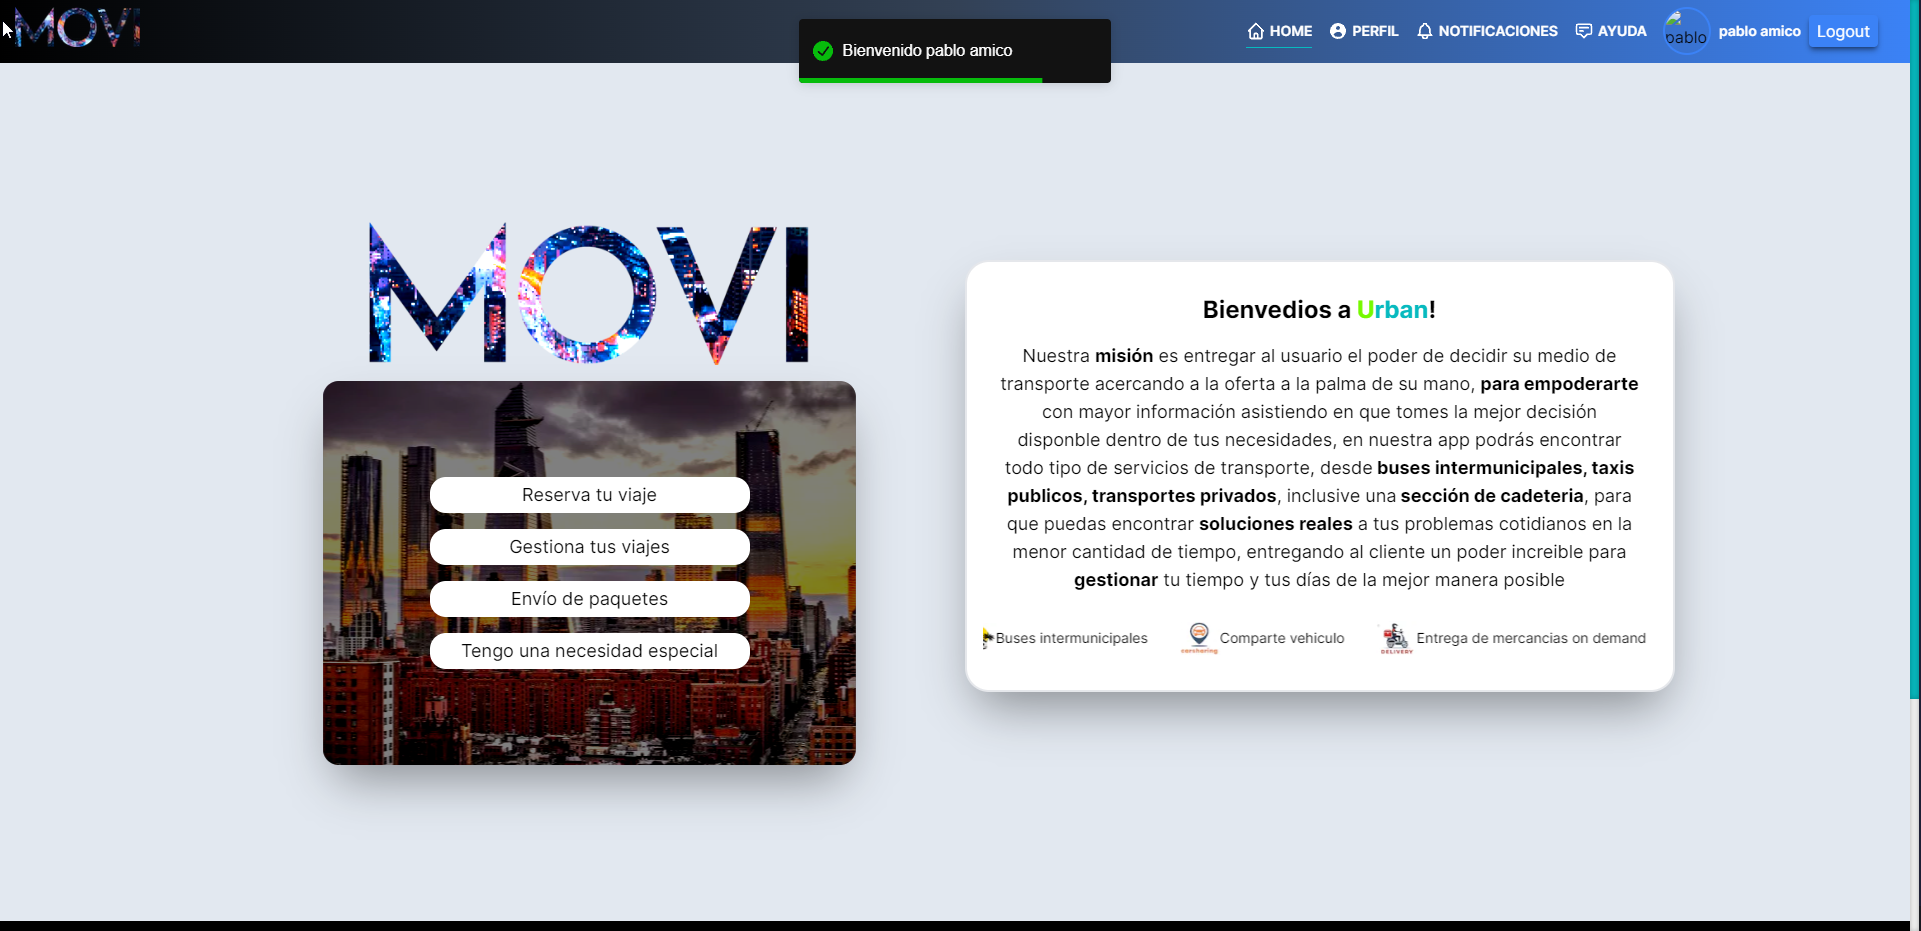 MOVI
Bienvenido pablo amico
HOME
PERFIL
NOTIFICACIONES
AYUDA
pablo
pablo amico
Logout
MOVI
Reserva tu viaje
Gestiona tus viajes
Envío de paquetes
Tengo una necesidad especial
Bienvedios a Urban!
Nuestra misión es entregar al usuario el poder de decidir su medio de
transporte acercando a la oferta a la palma de su mano, para empoderarte
con mayor información asistiendo en que tomes la mejor decisión
disponble dentro de tus necesidades, en nuestra app podrás encontrar
todo tipo de servicios de transporte, desde buses intermunicipales, taxis
publicos, transportes privados, inclusive una sección de cadeteria, para
que puedas encontrar soluciones reales a tus problemas cotidianos en la
menor cantidad de tiempo, entregando al cliente un poder increible para
gestionar tu tiempo y tus días de la mejor manera posible
Buses intermunicipales
carsharing
Comparte vehiculo
DELIVERY
Entrega de mercancias on demand